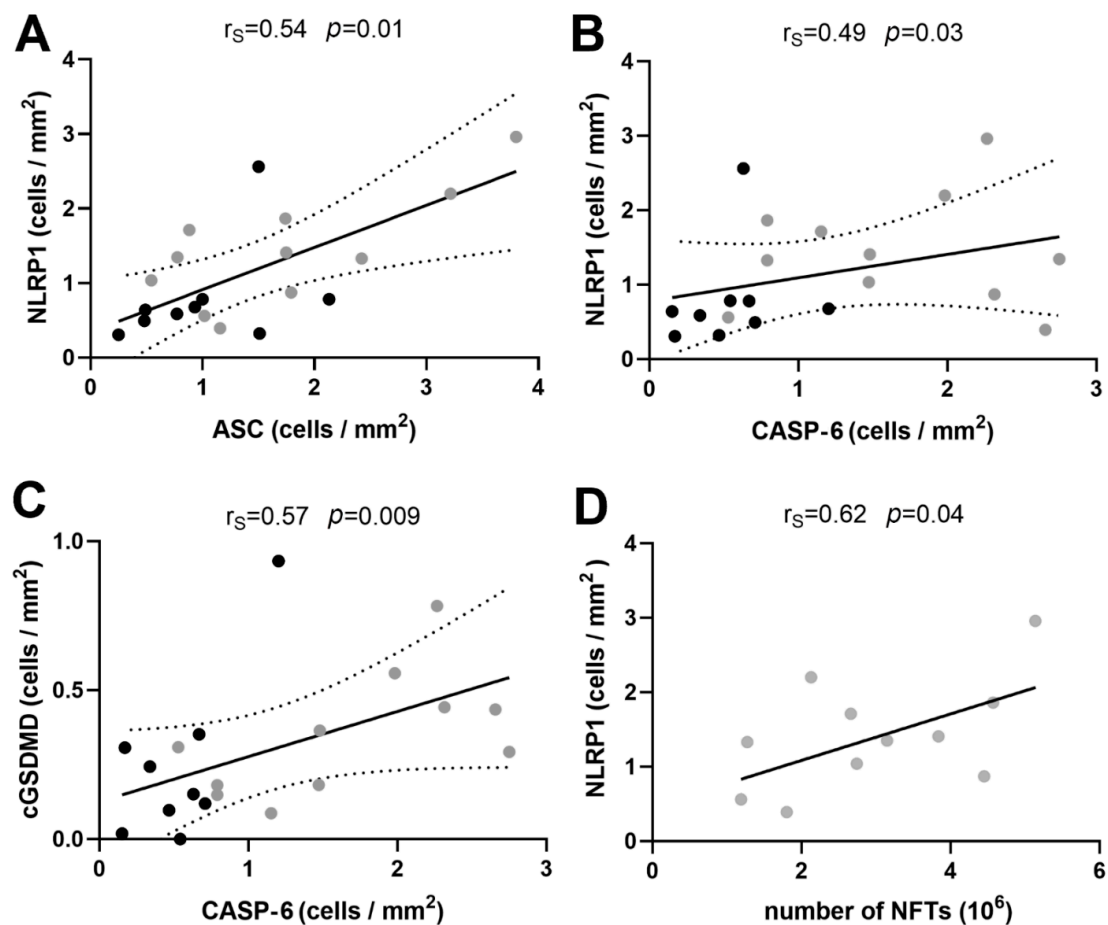 A
r_S=0.54 p=0.01
NLRP1 (cells / mm²)
4
3
2
1
0
0 1 2 3 4
ASC (cells / mm²)
B
r_S=0.49 p=0.03
NLRP1 (cells / mm²)
4
3
2
1
0
0 1 2 3
CASP-6 (cells / mm²)
C
r_S=0.57 p=0.009
cGSDMD (cells / mm²)
1.0
0.5
0.0
0 1 2 3
CASP-6 (cells / mm²)
D
r_S=0.62 p=0.04
NLRP1 (cells / mm²)
4
3
2
1
0
0 2 4 6
number of NFTs (10⁶)